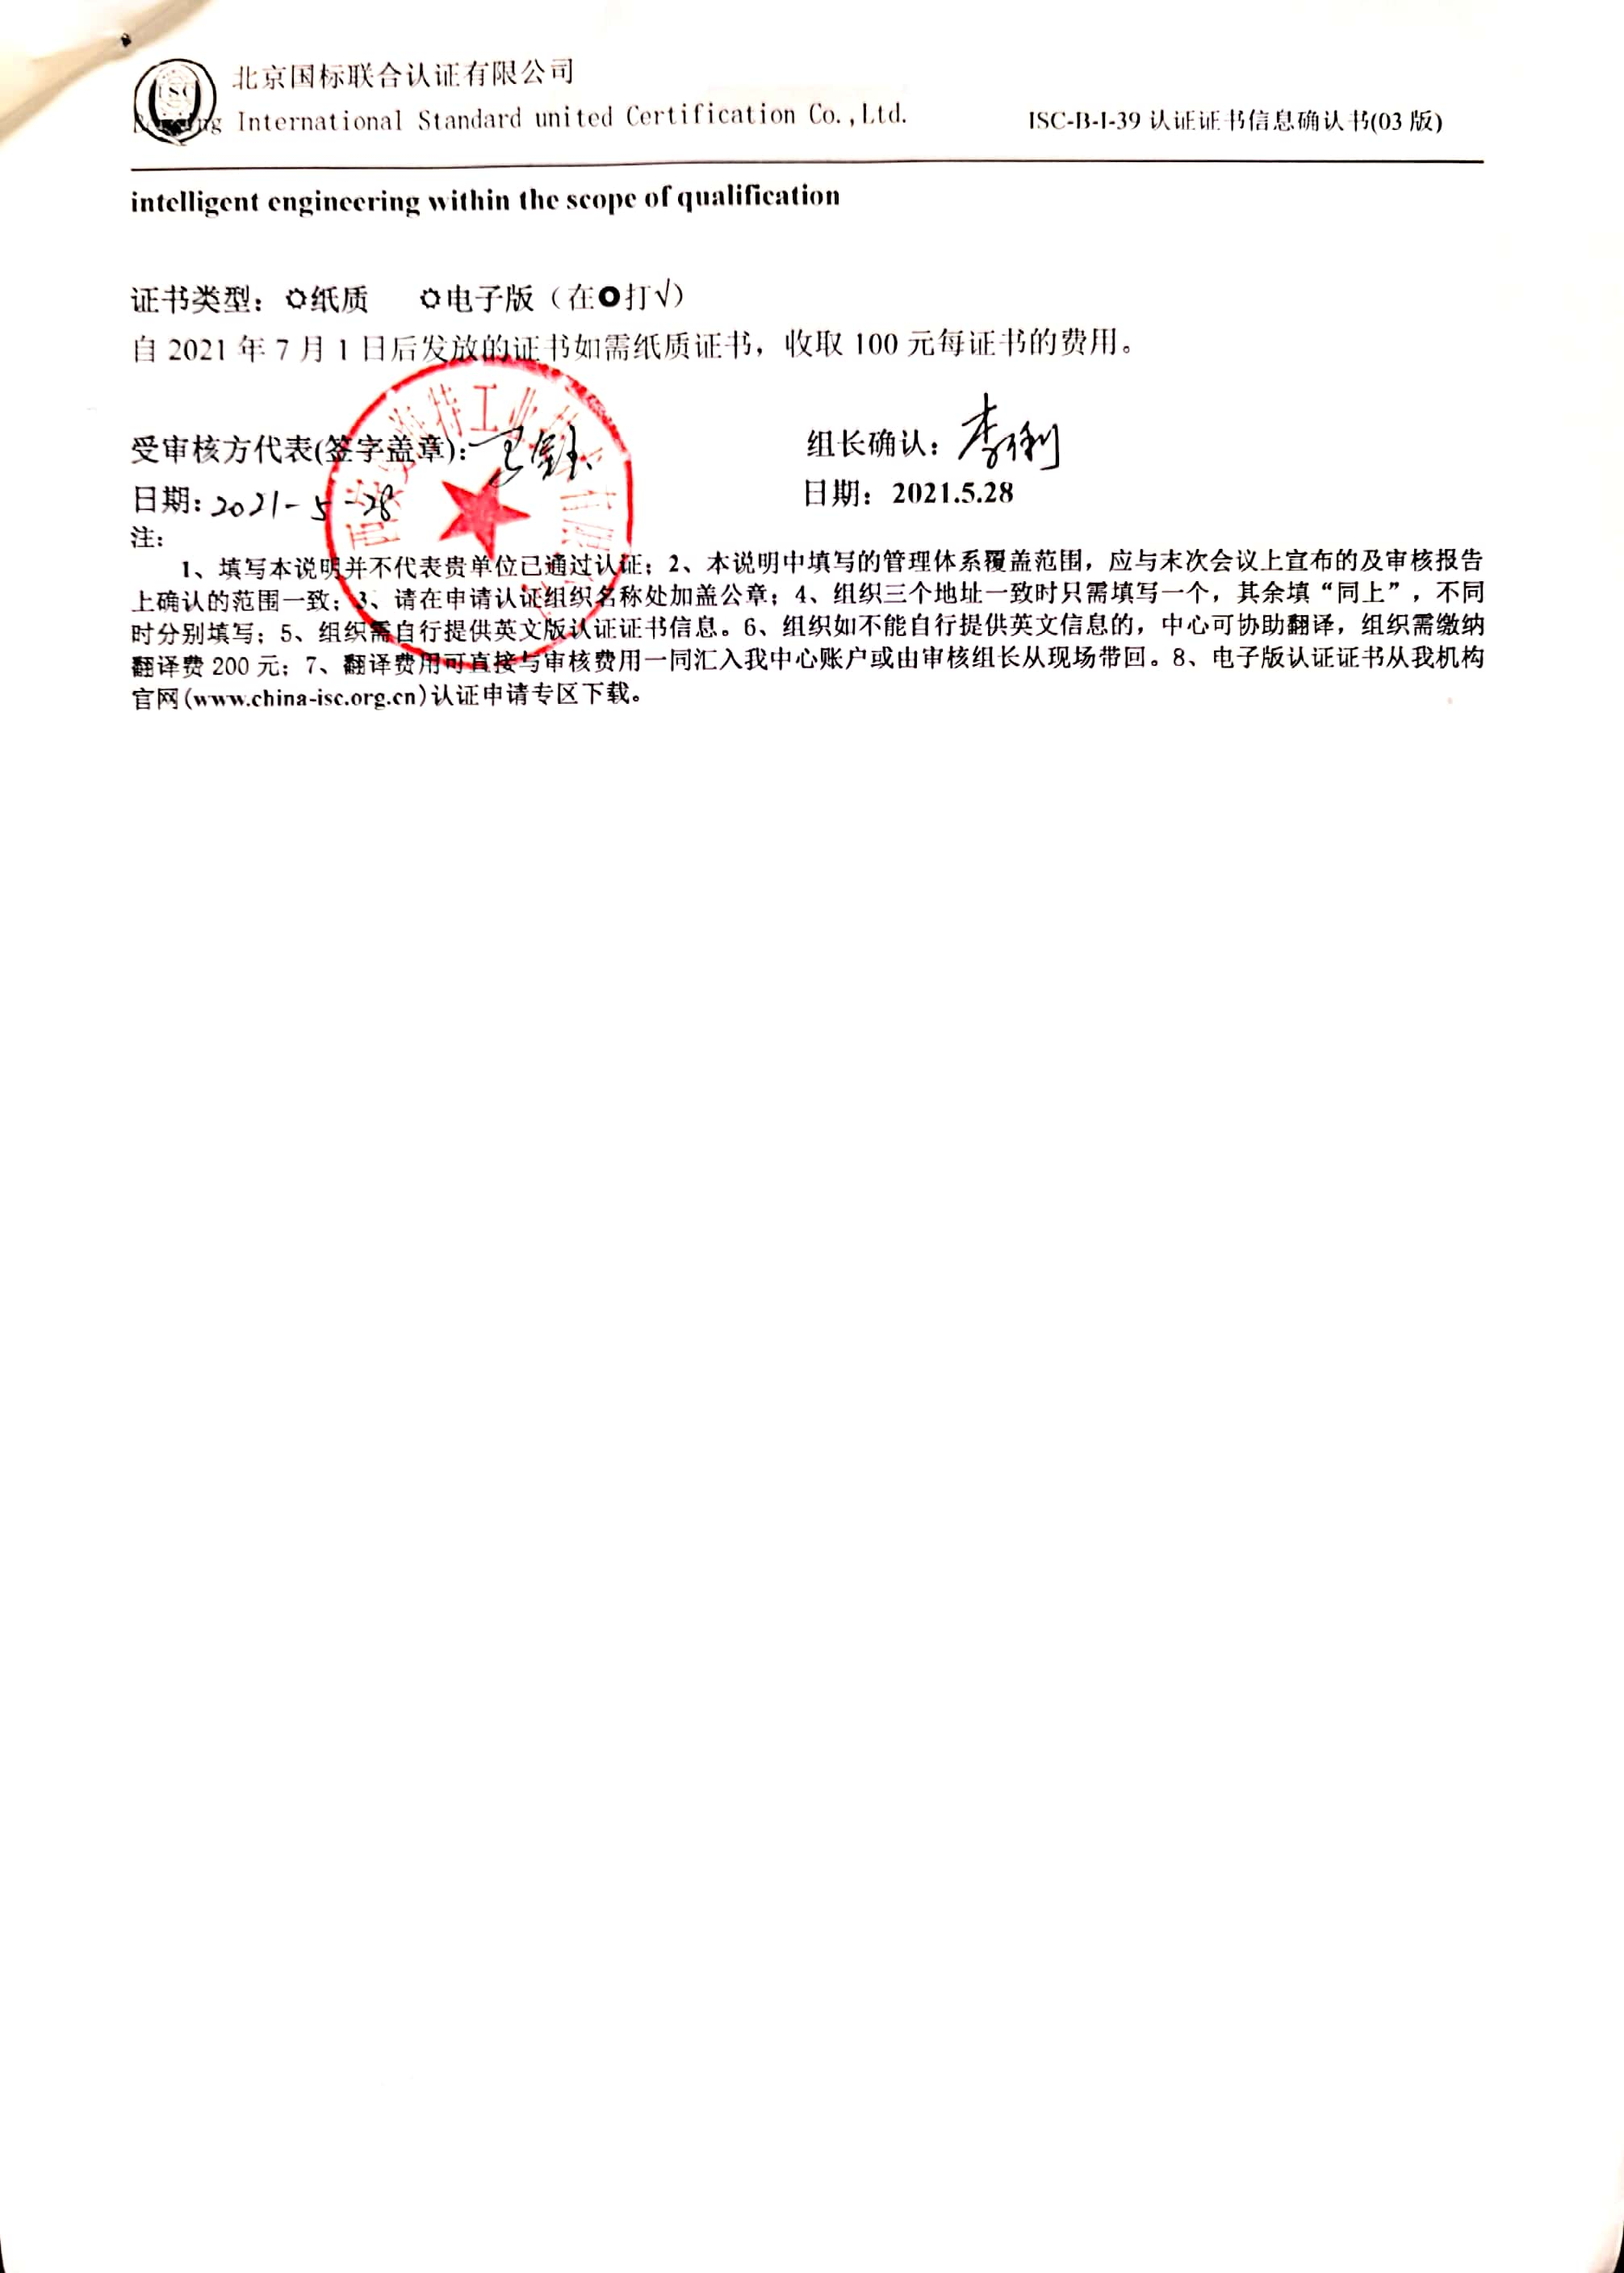 北京国标联合认证有限公司
International Standard united Certification Co.,Ltd.
ISC-B-I-39 认证证书信息确认书(03 版)
intelligent engineering within the scope of qualification
证书类型：纸质 电子版（在O打√）
自 2021 年 7 月 1 日后发放的证书如需纸质证书，收取 100 元每证书的费用。
受审核方代表(签字盖章)：
组长确认：李俐
日期：2021-5-28
日期：2021.5.28
注：
1、填写本说明并不代表贵单位已通过认证；2、本说明中填写的管理体系覆盖范围，应与末次会议上宣布的及审核报告
上确认的范围一致；3、请在申请认证组织名称处加盖公章；4、组织三个地址一致时只需填写一个，其余填“同上”，不同
时分别填写；5、组织需自行提供英文版认证证书信息。6、组织如不能自行提供英文信息的，中心可协助翻译，组织需缴纳
翻译费 200 元；7、翻译费用可直接与审核费用一同汇入我中心账户或由审核组长从现场带回。8、电子版认证证书从我机构
官网(www.china-isc.org.cn)认证申请专区下载。